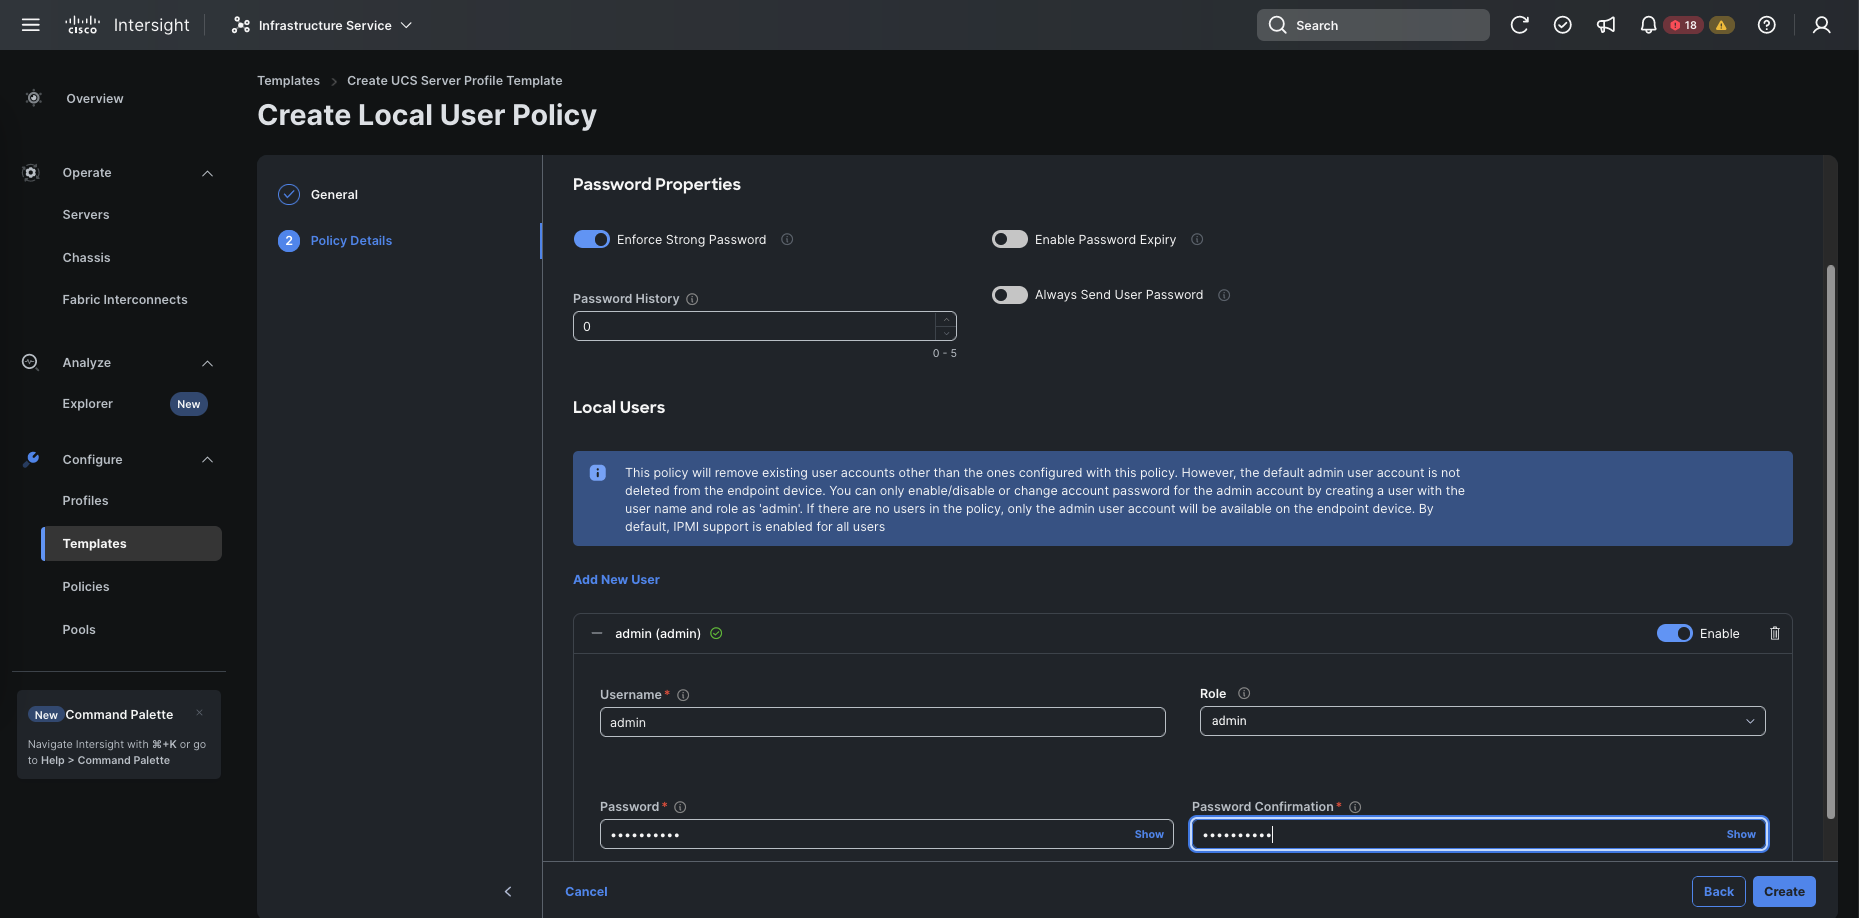 cisco
Intersight
Infrastructure Service
Search
18
Overview
Operate
Servers
Chassis
Fabric Interconnects
Analyze
Explorer
New
Configure
Profiles
Templates
Policies
Pools
New Command Palette
Navigate Intersight with ⌘+K or go
to Help > Command Palette
Templates > Create UCS Server Profile Template
Create Local User Policy
General
2 Policy Details
Password Properties
Enforce Strong Password
Enable Password Expiry
Password History
0
0 - 5
Always Send User Password
Local Users
This policy will remove existing user accounts other than the ones configured with this policy. However, the default admin user account is not
deleted from the endpoint device. You can only enable/disable or change account password for the admin account by creating a user with the
user name and role as 'admin'. If there are no users in the policy, only the admin user account will be available on the endpoint device. By
default, IPMI support is enabled for all users
Add New User
admin (admin)
Enable
Username *
admin
Role
admin
Password *
•••••••••• Show
Password Confirmation *
•••••••••• Show
Cancel
Back
Create